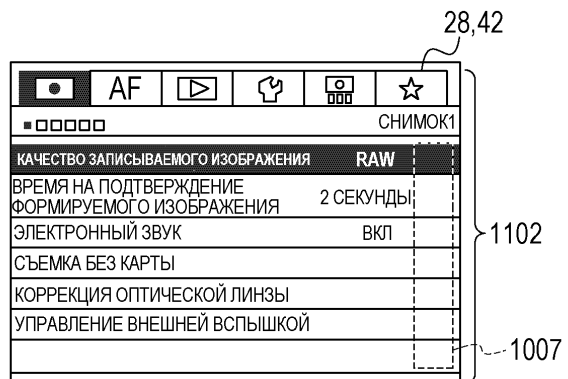 28,42
AF
СНИМОК1
КАЧЕСТВО ЗАПИСЫВАЕМОГО ИЗОБРАЖЕНИЯ RAW
ВРЕМЯ НА ПОДТВЕРЖДЕНИЕ
ФОРМИРУЕМОГО ИЗОБРАЖЕНИЯ 2 СЕКУНДЫ
ЭЛЕКТРОННЫЙ ЗВУК ВКЛ
1102
СЪЕМКА БЕЗ КАРТЫ
КОРРЕКЦИЯ ОПТИЧЕСКОЙ ЛИНЗЫ
УПРАВЛЕНИЕ ВНЕШНЕЙ ВСПЫШКОЙ
1007